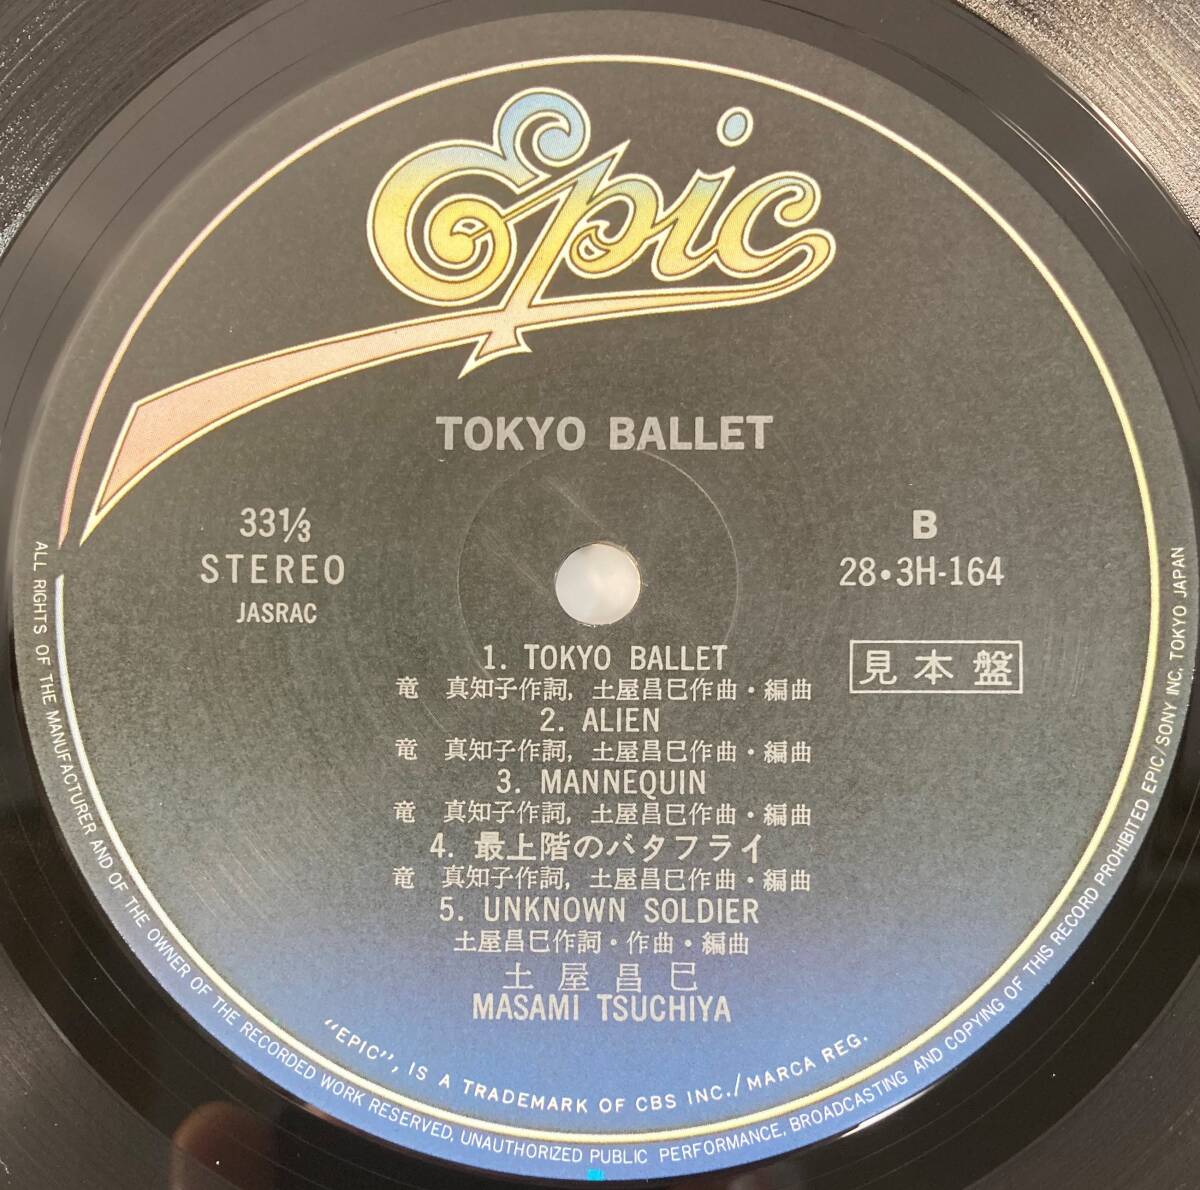 Epic
TOKYO BALLET
33⅓
STEREO
JASRAC
B
28・3H-164
見本盤
1. TOKYO BALLET
竜 真知子作詞, 土屋昌巳作曲・編曲
2. ALIEN
竜 真知子作詞, 土屋昌巳作曲・編曲
3. MANNEQUIN
竜 真知子作詞, 土屋昌巳作曲・編曲
4. 最上階のバタフライ
竜 真知子作詞, 土屋昌巳作曲・編曲
5. UNKNOWN SOLDIER
土屋昌巳作詞・作曲・編曲
土屋昌巳
MASAMI TSUCHIYA
"EPIC", IS A TRADEMARK OF CBS INC./MARCA REG.
ALL RIGHTS OF THE MANUFACTURER AND OF THE OWNER OF THE RECORDED WORK RESERVED, UNAUTHORIZED PUBLIC PERFORMANCE, BROADCASTING AND COPYING OF THIS RECORD PROHIBITED EPIC/SONY INC. TOKYO JAPAN